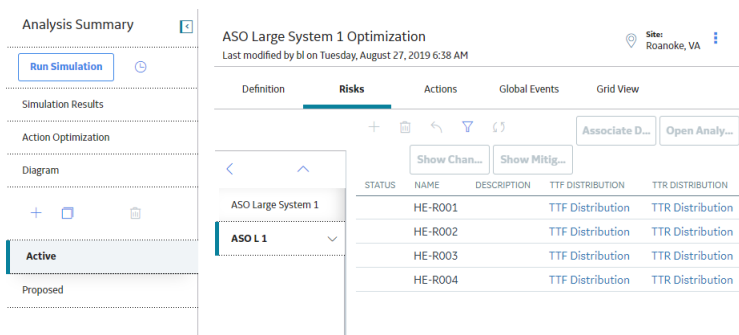 Analysis Summary
Run Simulation
Simulation Results
Action Optimization
Diagram
Active
Proposed
ASO Large System 1 Optimization
Last modified by bl on Tuesday, August 27, 2019 6:38 AM
Site:
Roanoke, VA
Definition Risks Actions Global Events Grid View
Associate D... Open Analy...
Show Chan... Show Mitig...
ASO Large System 1
ASO L 1
STATUS NAME DESCRIPTION TTF DISTRIBUTION TTR DISTRIBUTION
HE-R001 TTF Distribution TTR Distribution
HE-R002 TTF Distribution TTR Distribution
HE-R003 TTF Distribution TTR Distribution
HE-R004 TTF Distribution TTR Distribution